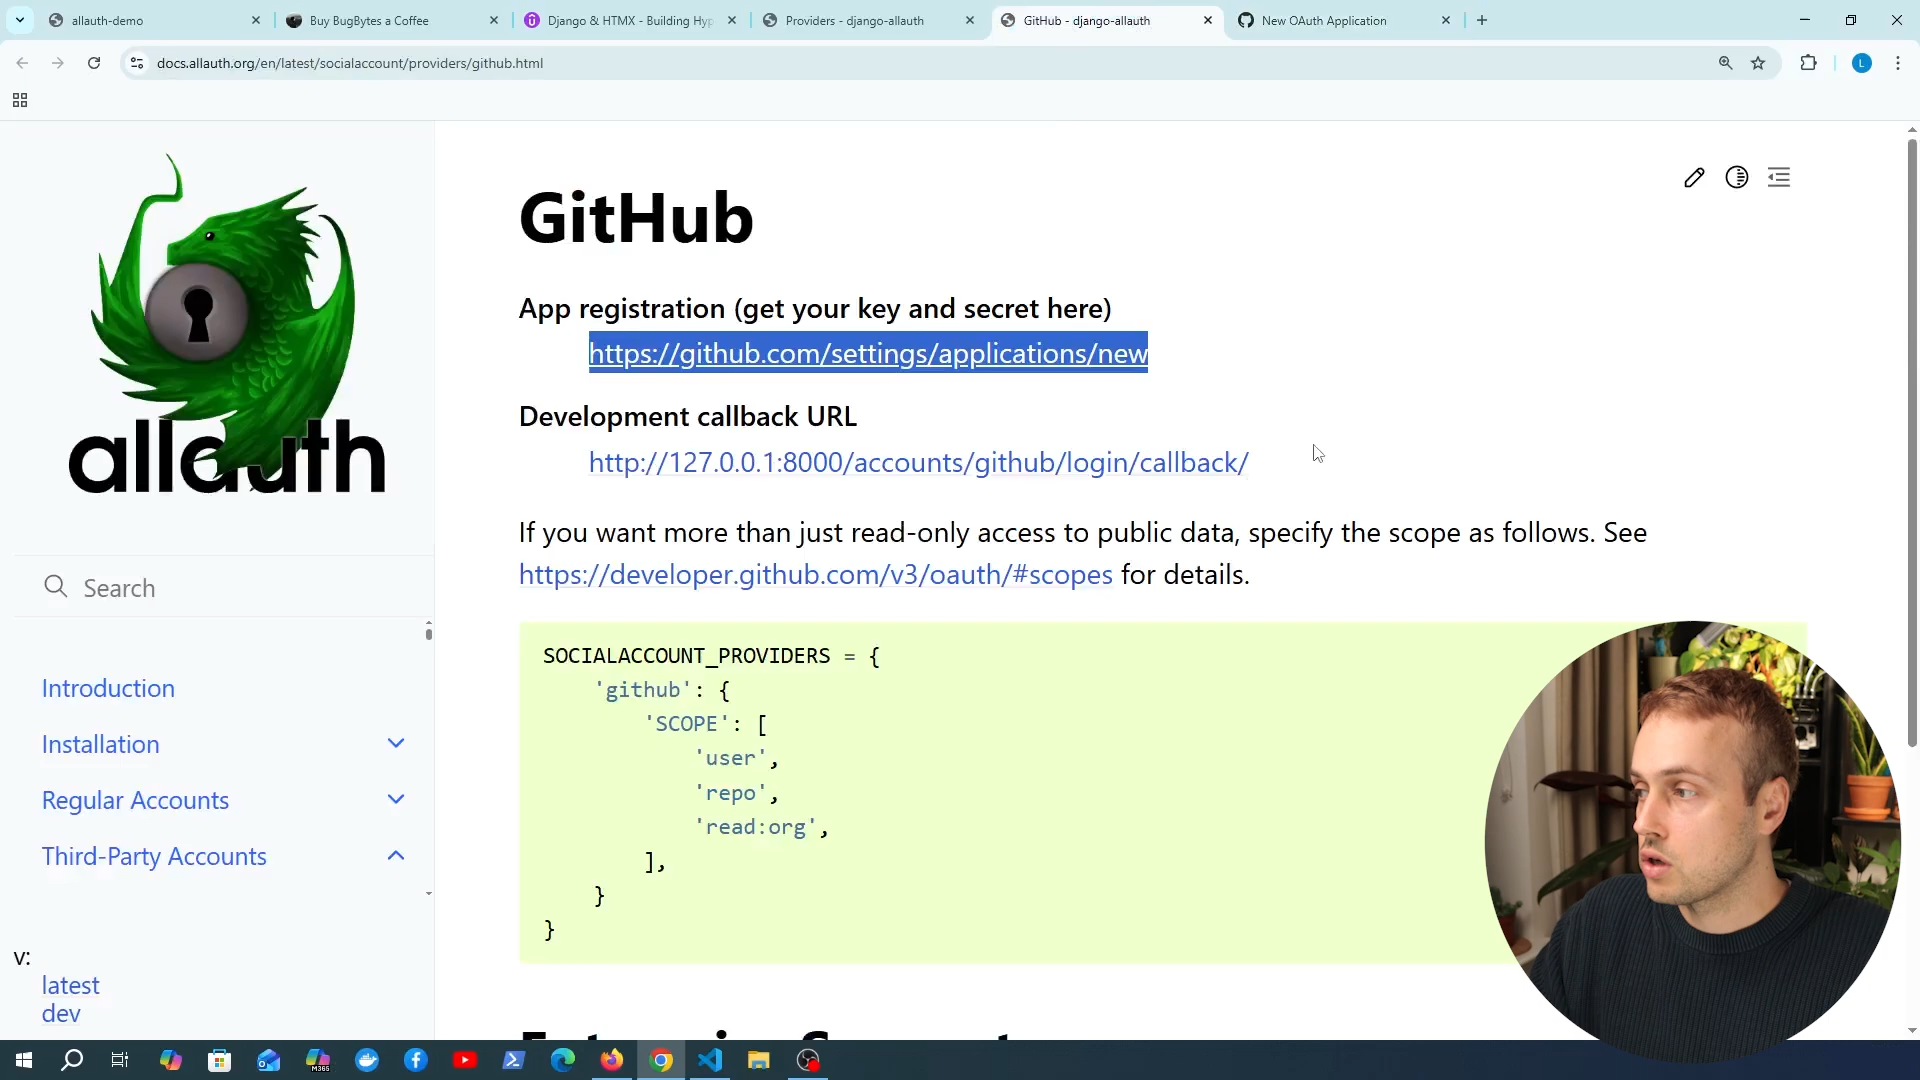 allauth-demo
Buy BugBytes a Coffee
Django & HTMX - Building Hyp
Providers - django-allauth
GitHub - django-allauth
New OAuth Application
docs.allauth.org/en/latest/socialaccount/providers/github.html
L
allauth
Search
Introduction
Installation
Regular Accounts
Third-Party Accounts
v:
latest
dev
GitHub
App registration (get your key and secret here)
https://github.com/settings/applications/new
Development callback URL
http://127.0.0.1:8000/accounts/github/login/callback/
If you want more than just read-only access to public data, specify the scope as follows. See
https://developer.github.com/v3/oauth/#scopes for details.
SOCIALACCOUNT_PROVIDERS = {
'github': {
'SCOPE': [
'user',
'repo',
'read:org',
],
}
}
M365